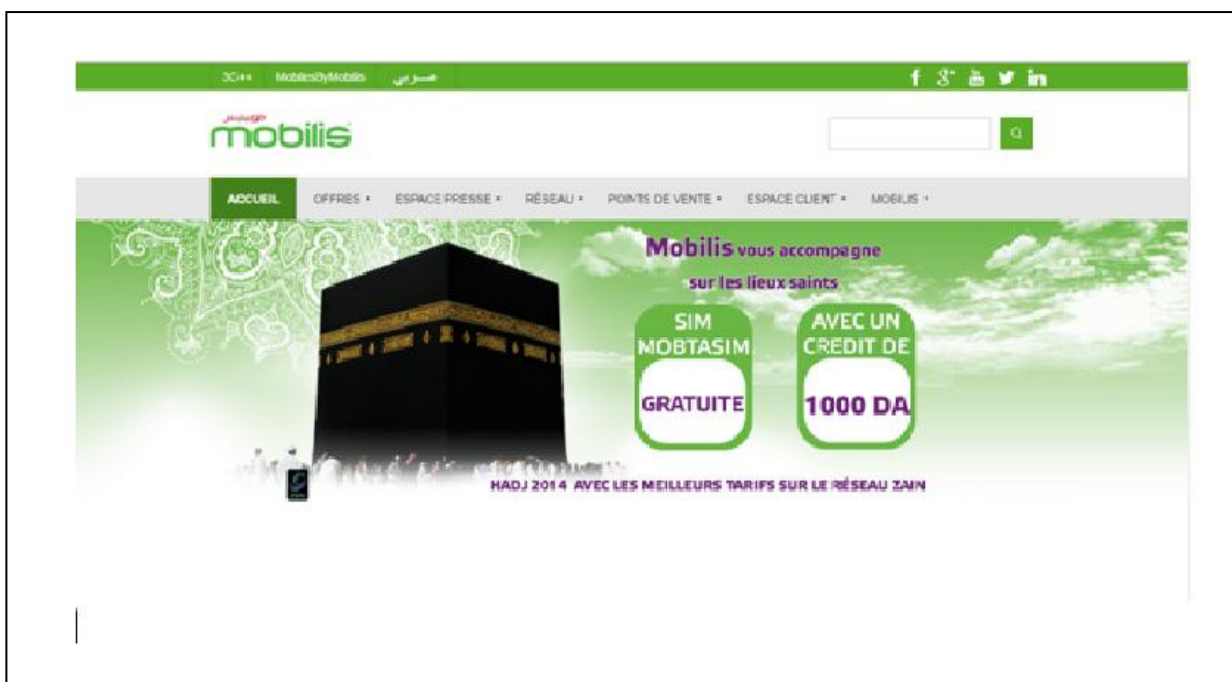 3G++ MobilesByMobilis عربي
mobilis
ACCUEIL OFFRES ESPACE PRESSE RÉSEAU POINTS DE VENTE ESPACE CLIENT MOBILIS
Mobilis vous accompagne
sur les lieux saints
SIM
MOBTASIM
GRATUITE
AVEC UN
CREDIT DE
1000 DA
HADJ 2014 AVEC LES MEILLEURS TARIFS SUR LE RÉSEAU ZAIN